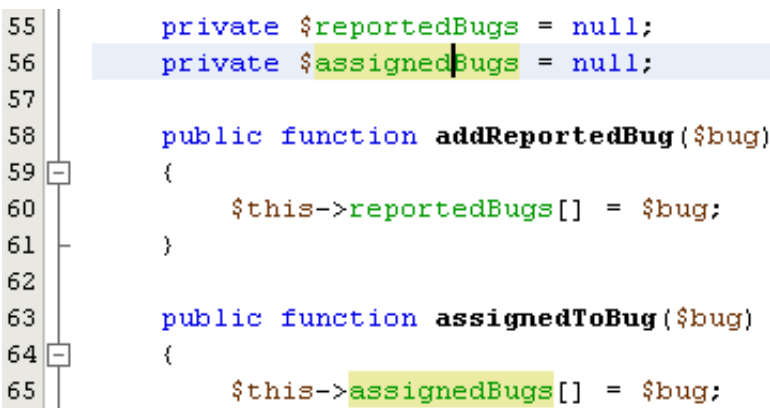 55 private $reportedBugs = null;
56 private $assignedBugs = null;
57
58 public function addReportedBug($bug)
59 {
60 $this->reportedBugs[] = $bug;
61 }
62
63 public function assignedToBug($bug)
64 {
65 $this->assignedBugs[] = $bug;